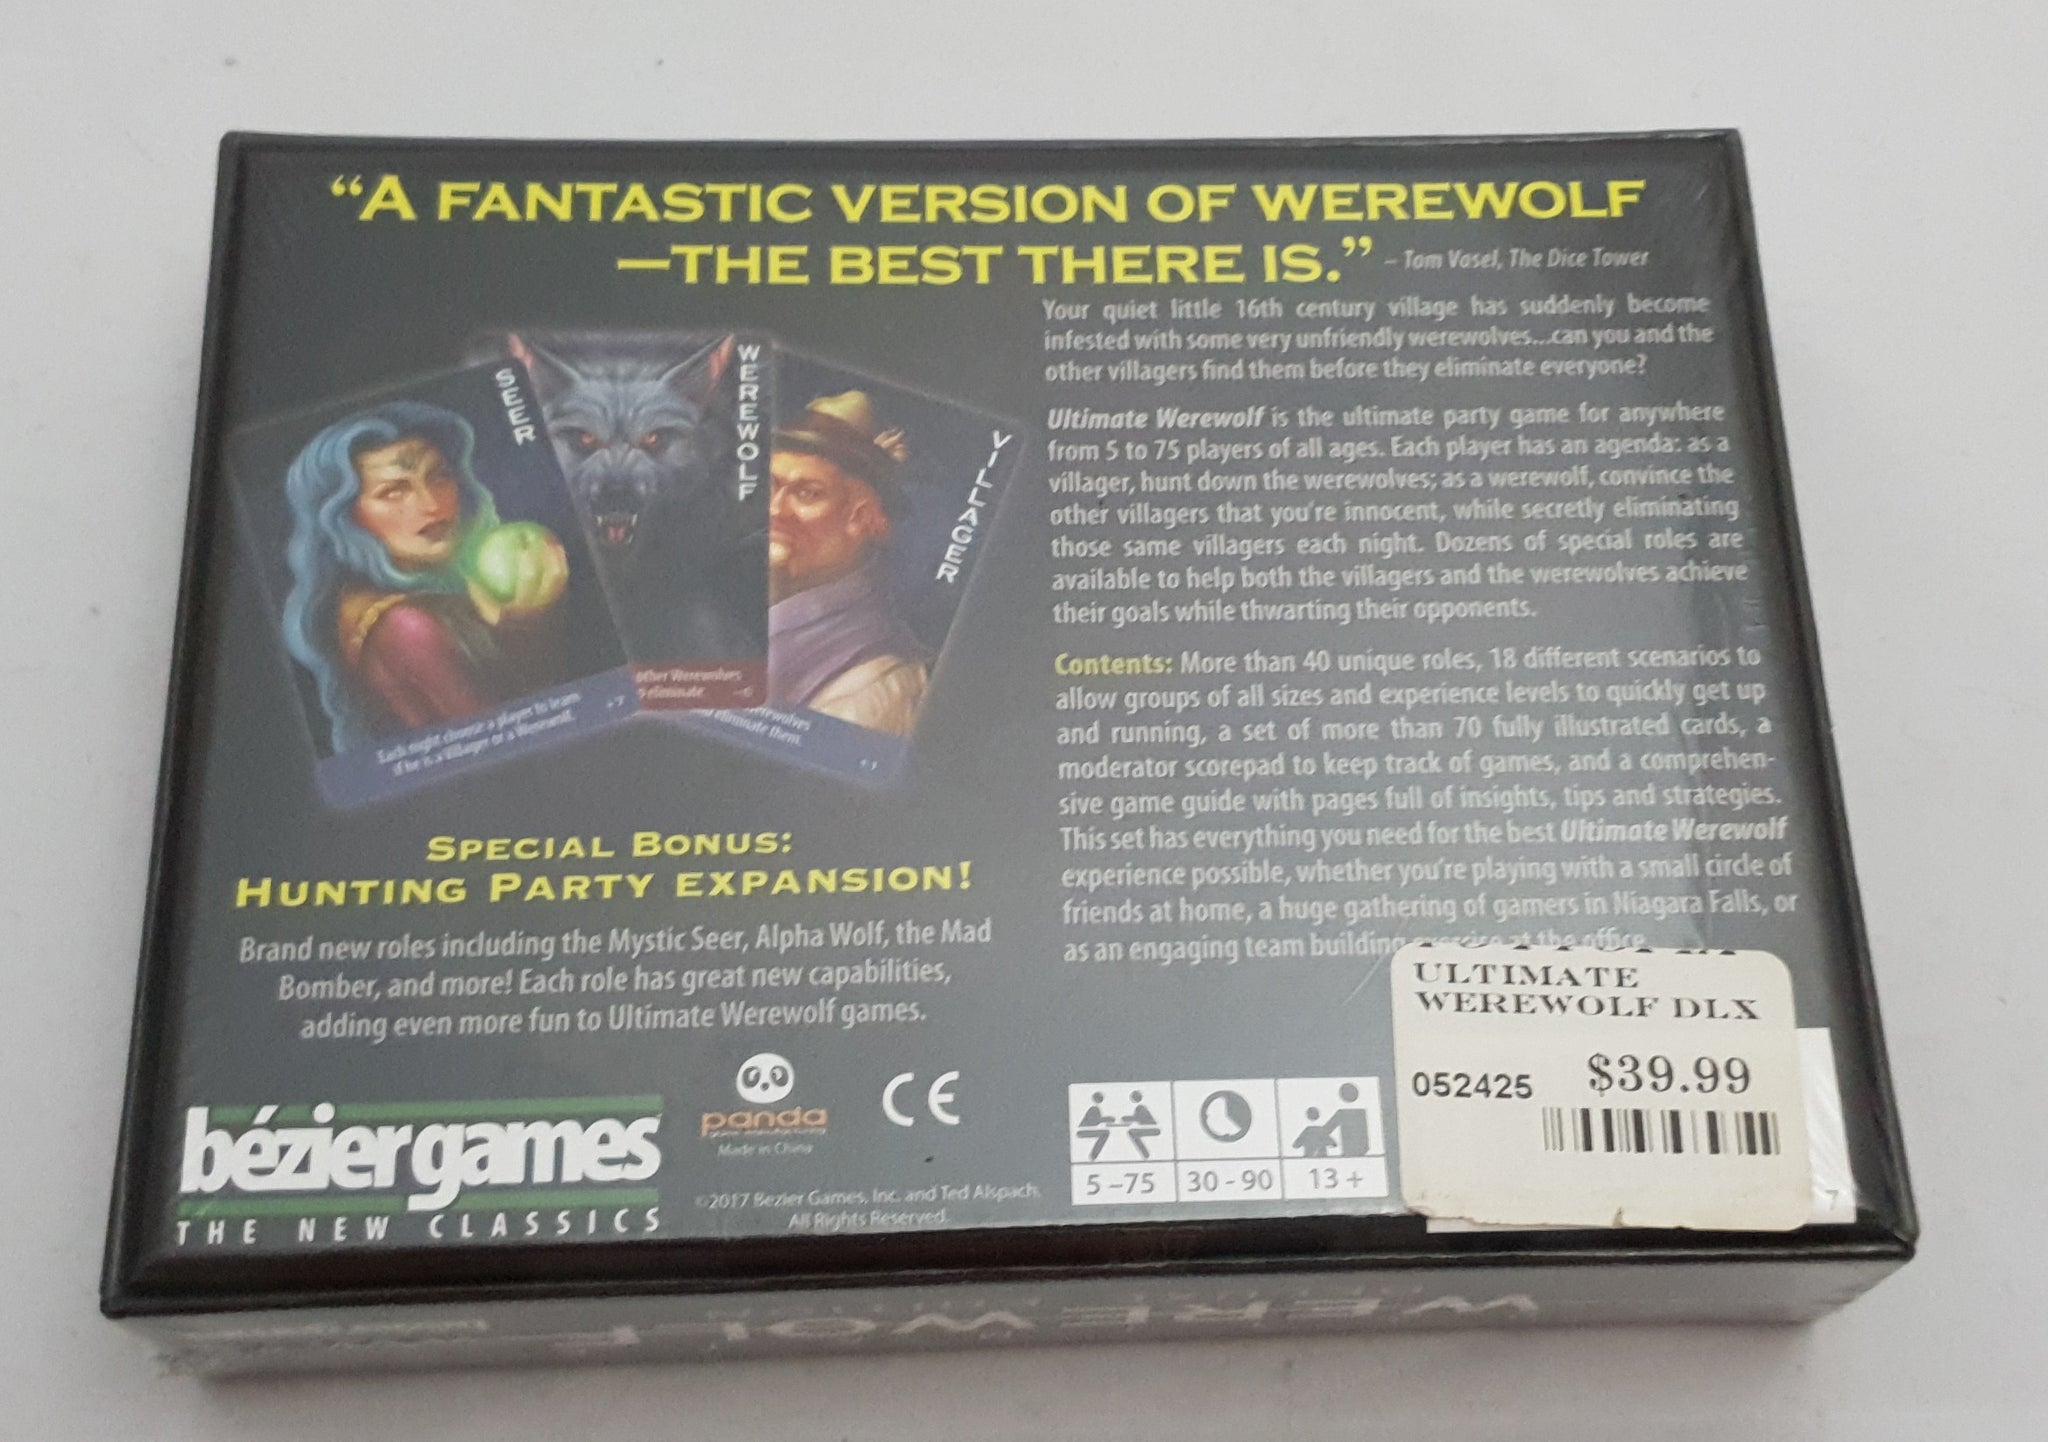 “A FANTASTIC VERSION OF WEREWOLF
—THE BEST THERE IS.” – Tom Vasel, The Dice Tower
SEER
WEREWOLF
VILLAGER
Each night choose a player to learn
if he is a Villager or a Werewolf.
+7
other Werewolves
eliminate -6
eliminate them.
+1
Your quiet little 16th century village has suddenly become
infested with some very unfriendly werewolves...can you and the
other villagers find them before they eliminate everyone?
Ultimate Werewolf is the ultimate party game for anywhere
from 5 to 75 players of all ages. Each player has an agenda: as a
villager, hunt down the werewolves; as a werewolf, convince the
other villagers that you're innocent, while secretly eliminating
those same villagers each night. Dozens of special roles are
available to help both the villagers and the werewolves achieve
their goals while thwarting their opponents.
Contents: More than 40 unique roles, 18 different scenarios to
allow groups of all sizes and experience levels to quickly get up
and running, a set of more than 70 fully illustrated cards, a
moderator scorepad to keep track of games, and a comprehen-
sive game guide with pages full of insights, tips and strategies.
This set has everything you need for the best Ultimate Werewolf
experience possible, whether you're playing with a small circle of
friends at home, a huge gathering of gamers in Niagara Falls, or
as an engaging team building exercise at the office.
SPECIAL BONUS:
HUNTING PARTY EXPANSION!
Brand new roles including the Mystic Seer, Alpha Wolf, the Mad
Bomber, and more! Each role has great new capabilities,
adding even more fun to Ultimate Werewolf games.
béziergames
THE NEW CLASSICS
panda
Made in China
CE
©2017 Bezier Games, Inc. and Ted Alspach.
All Rights Reserved.
5–75
30-90
13+
ULTIMATE
WEREWOLF DLX
052425 $39.99
7
WEREWOLF